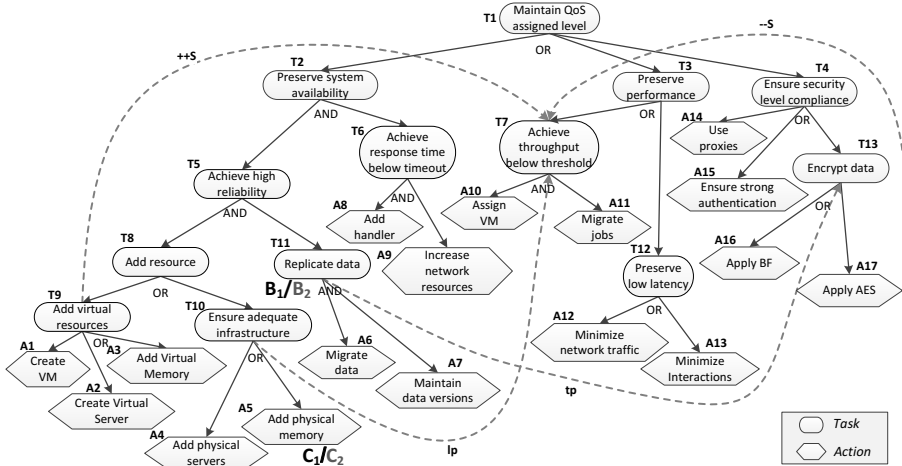 T1
Maintain QoS
assigned level
OR
--S
++S
T2
Preserve system
availability
AND
T3
Preserve
performance
OR
T4
Ensure security
level compliance
OR
T5
Achieve high
reliability
AND
T6
Achieve
response time
below timeout
AND
T7
Achieve
throughput
below threshold
AND
A14
Use
proxies
A15
Ensure strong
authentication
T13
Encrypt data
OR
A8
Add
handler
A9
Increase
network
resources
A10
Assign
VM
A11
Migrate
jobs
T8
Add resource
OR
T11
Replicate data
B1/B2
AND
T12
Preserve
low latency
OR
A16
Apply BF
A17
Apply AES
T9
Add virtual
resources
OR
T10
Ensure adequate
infrastructure
OR
A1
Create
VM
A2
Create Virtual
Server
A3
Add Virtual
Memory
A6
Migrate
data
A7
Maintain
data versions
A12
Minimize
network traffic
A13
Minimize
Interactions
A4
Add physical
servers
A5
Add physical
memory
C1/C2
lp
tp
Task
Action